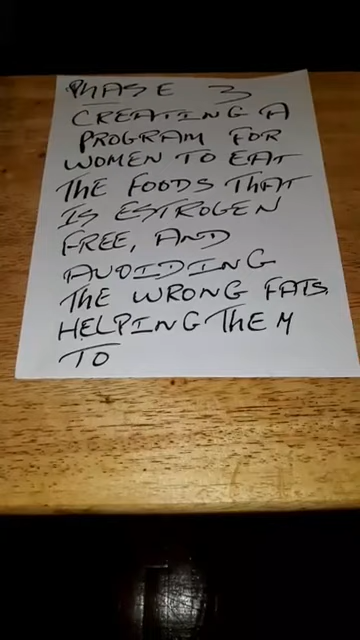 PHASE 3
CREATING A
PROGRAM FOR
WOMEN TO EAT
THE FOODS THAT
IS ESTROGEN
FREE, AND
AVOIDING
THE WRONG FATS
HELPING THEM
TO